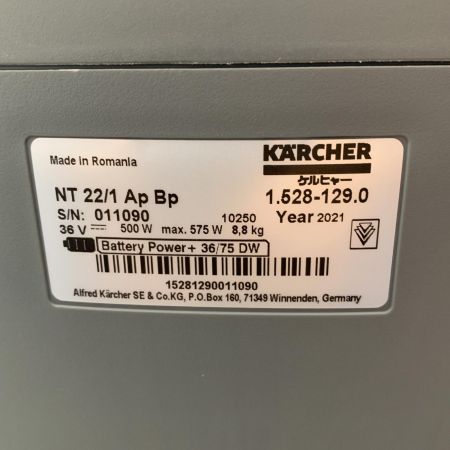 Made in Romania
KÄRCHER
ケルヒャー
NT 22/1 Ap Bp
1.528-129.0
S/N: 011090
10250
Year 2021
36 V ⎓ 500 W max. 575 W 8,8 kg
Battery Power+ 36/75 DW
15281290011090
Alfred Kärcher SE & Co.KG, P.O.Box 160, 71349 Winnenden, Germany